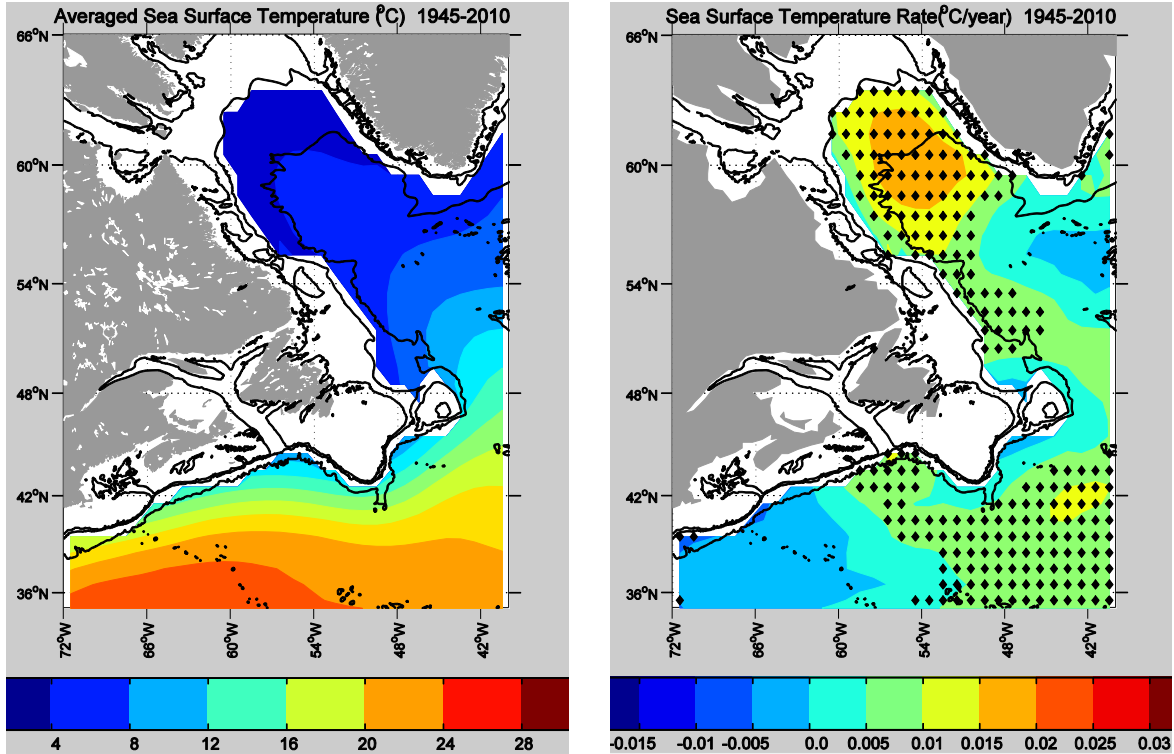 Averaged Sea Surface Temperature (°C) 1945-2010
66°N
60°N
54°N
48°N
42°N
36°N
72°W 66°W 60°W 54°W 48°W 42°W
4 8 12 16 20 24 28
Sea Surface Temperature Rate(°C/year) 1945-2010
66°N
60°N
54°N
48°N
42°N
36°N
72°W 66°W 60°W 54°W 48°W 42°W
-0.015 -0.01 -0.005 0.0 0.005 0.01 0.015 0.02 0.025 0.03